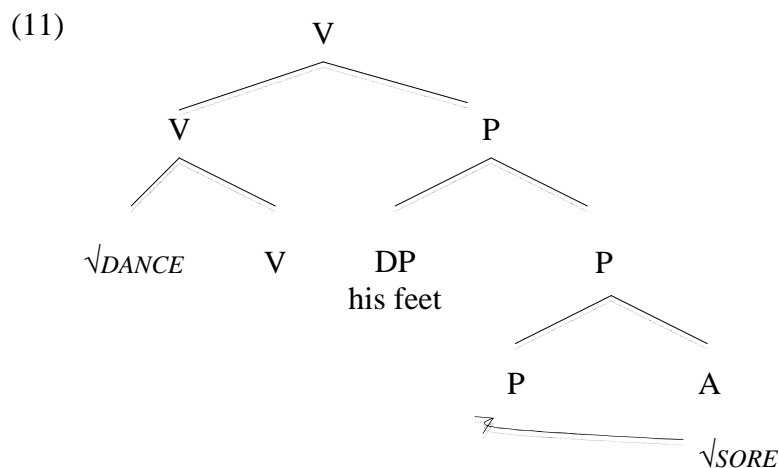 (11)
V
V P
√DANCE V DP P
his feet
P A
√SORE